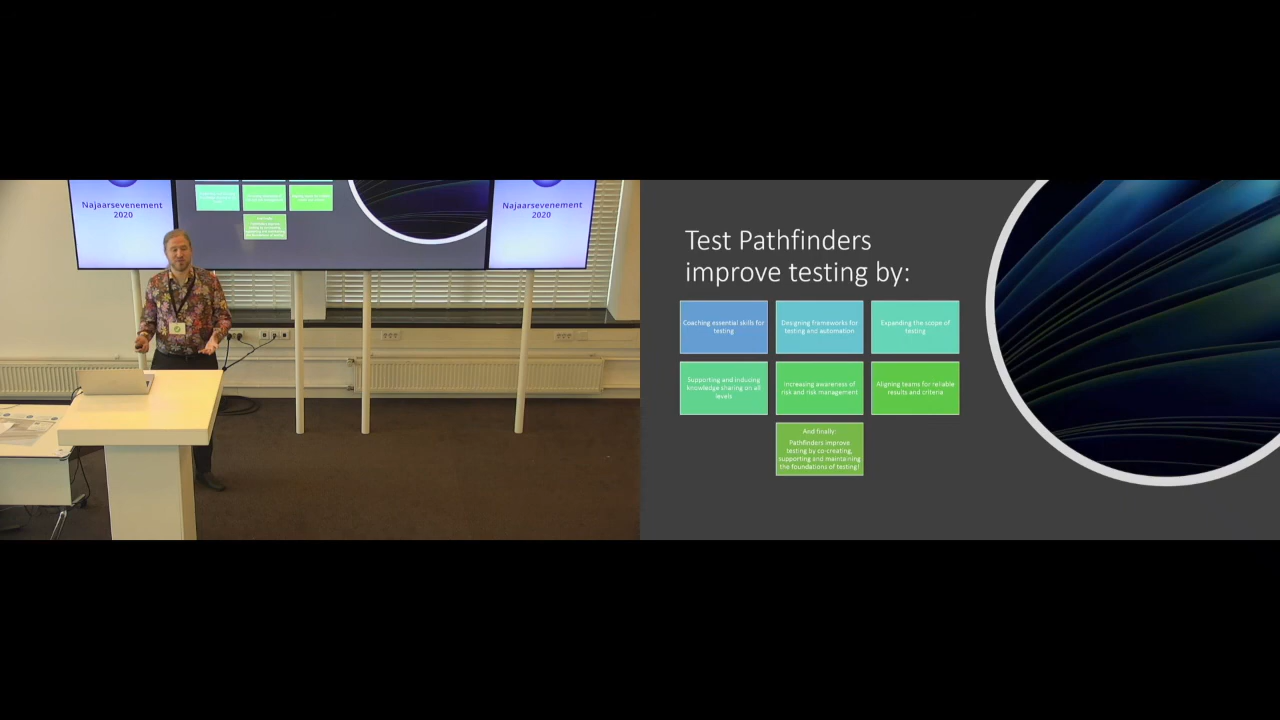 Najaarsevenement
2020
Najaarsevenement
2020
Test Pathfinders
improve testing by:
Coaching essential skills for
testing
Designing frameworks for
testing and automation
Expanding the scope of
testing
Supporting and inducing
knowledge sharing on all
levels
Increasing awareness of
risk and risk management
Aligning teams for reliable
results and criteria
And finally:
Pathfinders improve
testing by co-creating,
supporting and maintaining
the foundations of testing!